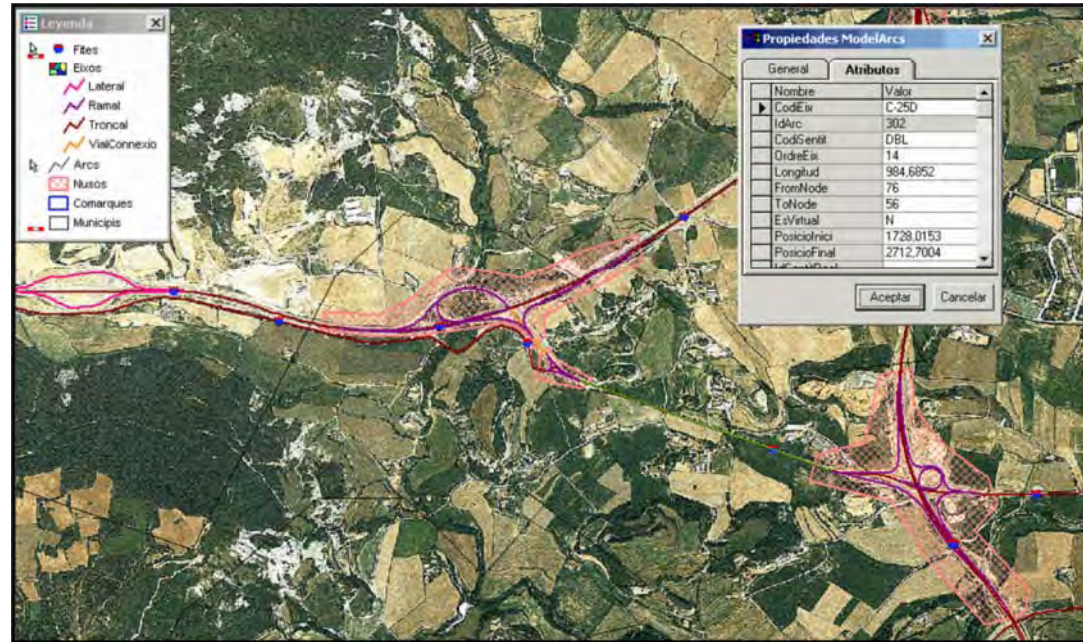 Leyenda
Fites
Eixos
Lateral
Ramal
Troncal
VialConnexio
Arcs
Nusos
Comarques
Municipis
Propiedades ModelArcs
General Atributos
Nombre Valor
CodiEix C-25D
IdArc 302
CodiSentit DBL
OrdreEix 14
Longitud 984,6852
FromNode 76
ToNode 56
EsVirtual N
PosicioInici 1728,0153
PosicioFinal 2712,7004
Aceptar Cancelar